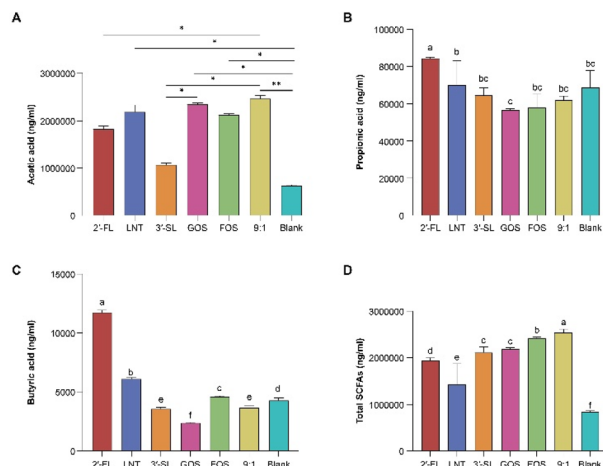 A
*
*
*
*
*
*
**
3000000
2000000
1000000
0
Acetic acid (ng/ml)
2'-FL LNT 3'-SL GOS FOS 9:1 Blank
B
100000
80000
60000
40000
20000
0
Propionic acid (ng/ml)
a b bc c bc bc bc
2'-FL LNT 3'-SL GOS FOS 9:1 Blank
C
15000
10000
5000
0
Butyric acid (ng/ml)
a b e f c e d
2'-FL LNT 3'-SL GOS FOS 9:1 Blank
D
3000000
2000000
1000000
0
Total SCFAs (ng/ml)
d e c c b a f
2'-FL LNT 3'-SL GOS FOS 9:1 Blank